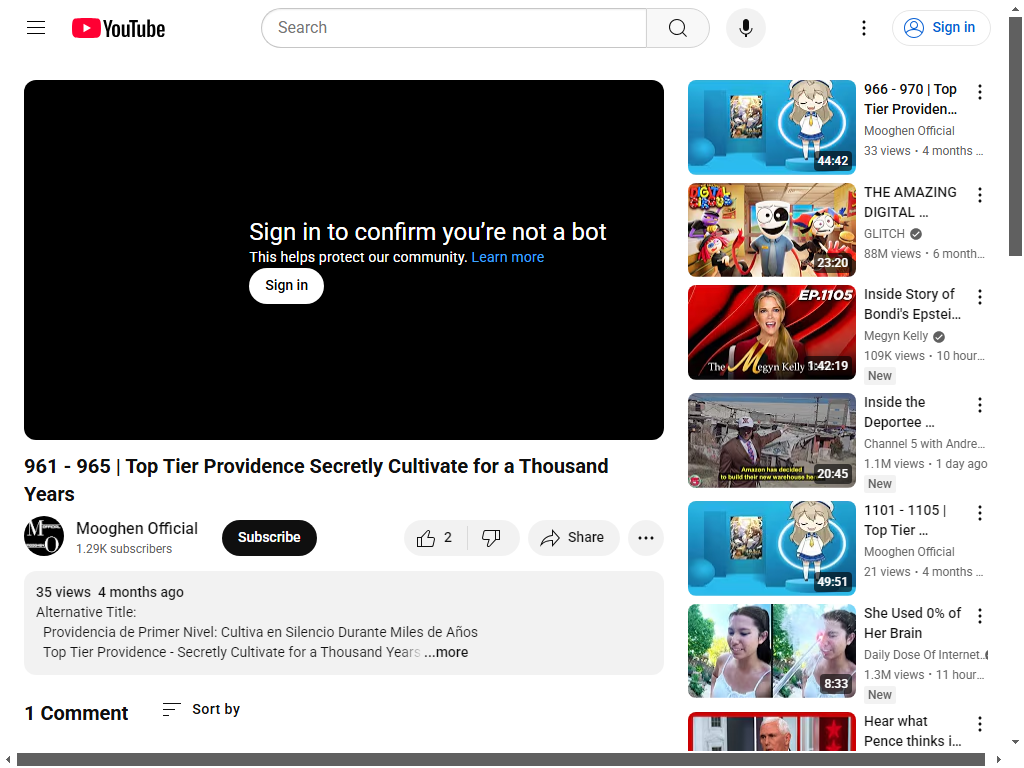 YouTube
Search
Sign in
Sign in to confirm you’re not a bot
This helps protect our community. Learn more
Sign in
961 - 965 | Top Tier Providence Secretly Cultivate for a Thousand
Years
Mooghen Official
1.29K subscribers
Subscribe
2
Share
35 views 4 months ago
Alternative Title:
Providencia de Primer Nivel: Cultiva en Silencio Durante Miles de Años
Top Tier Providence - Secretly Cultivate for a Thousand Years ...more
1 Comment
Sort by
44:42
966 - 970 | Top
Tier Providen…
Mooghen Official
33 views • 4 months …
DIGITAL
23:20
THE AMAZING
DIGITAL …
GLITCH
88M views • 6 month…
EP.1105
The Megyn Kelly
1:42:19
Inside Story of
Bondi's Epstei…
Megyn Kelly
109K views • 10 hour…
New
Amazon has decided
to build their new warehouse he
20:45
Inside the
Deportee …
Channel 5 with Andre…
1.1M views • 1 day ago
New
49:51
1101 - 1105 |
Top Tier …
Mooghen Official
21 views • 4 months …
8:33
She Used 0% of
Her Brain
Daily Dose Of Internet.
1.3M views • 11 hour…
New
Hear what
Pence thinks i…